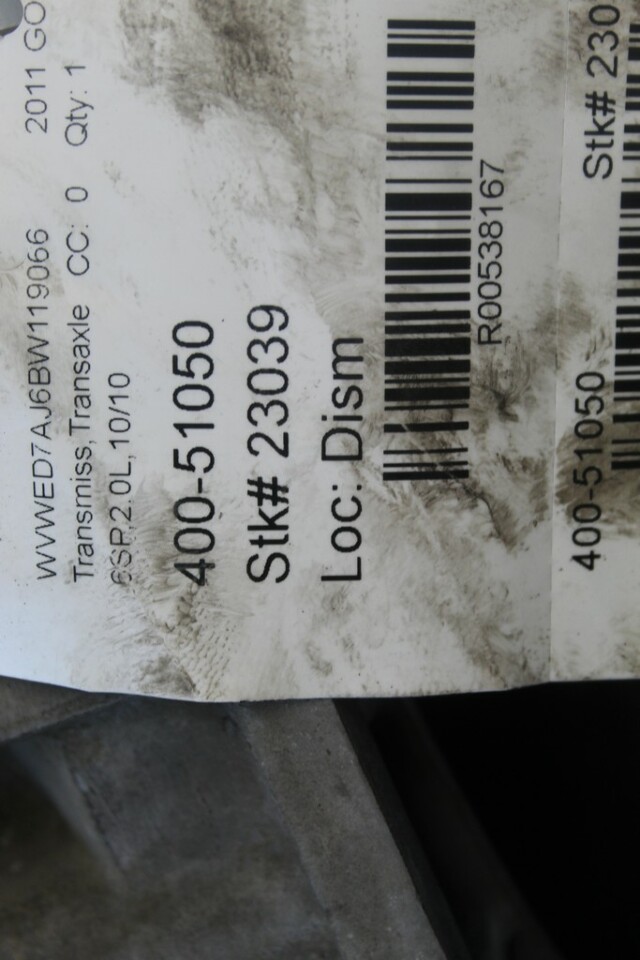 2011 GO
WVWED7AJ6BW119066
Transmiss,Transaxle CC: 0 Qty: 1
6SP,2.0L,10/10
400-51050
Stk# 23039
Loc: Dism
R00538167
400-51050 Stk# 230